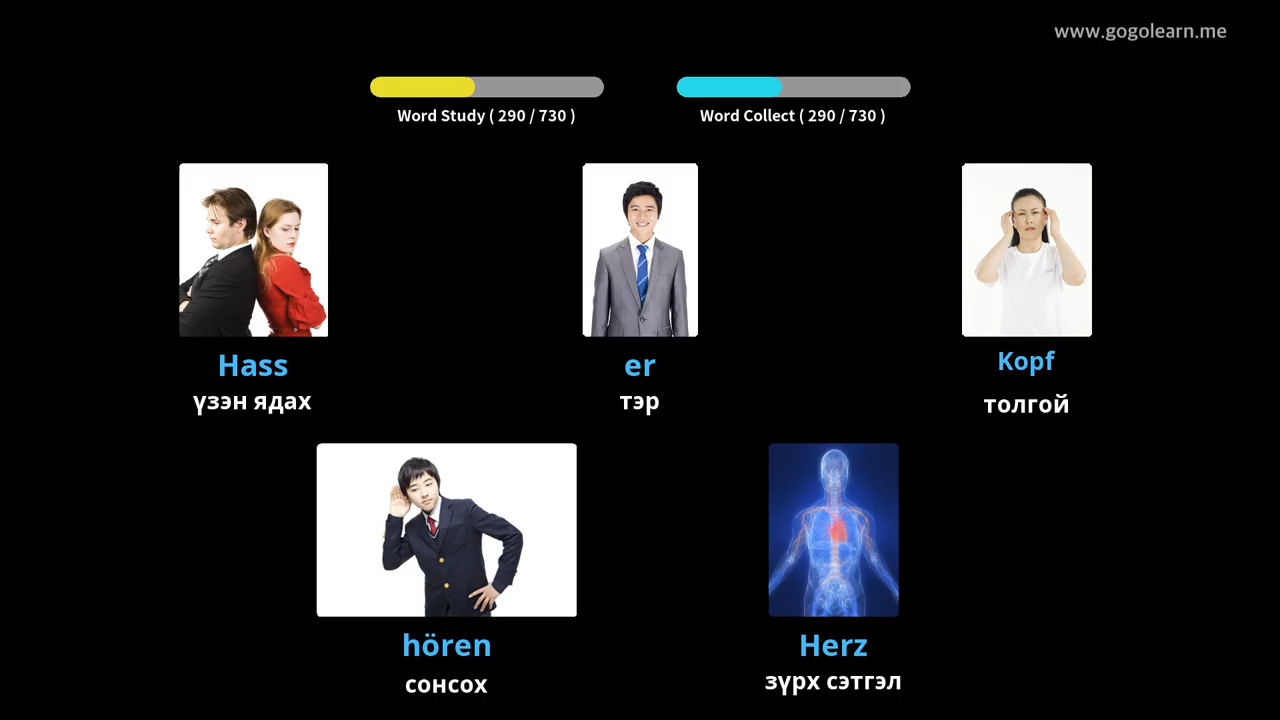 www.gogolearn.me
Word Study ( 290 / 730 )
Word Collect ( 290 / 730 )
Hass
үзэн ядах
er
тэр
Kopf
толгой
hören
сонсох
Herz
зүрх сэтгэл